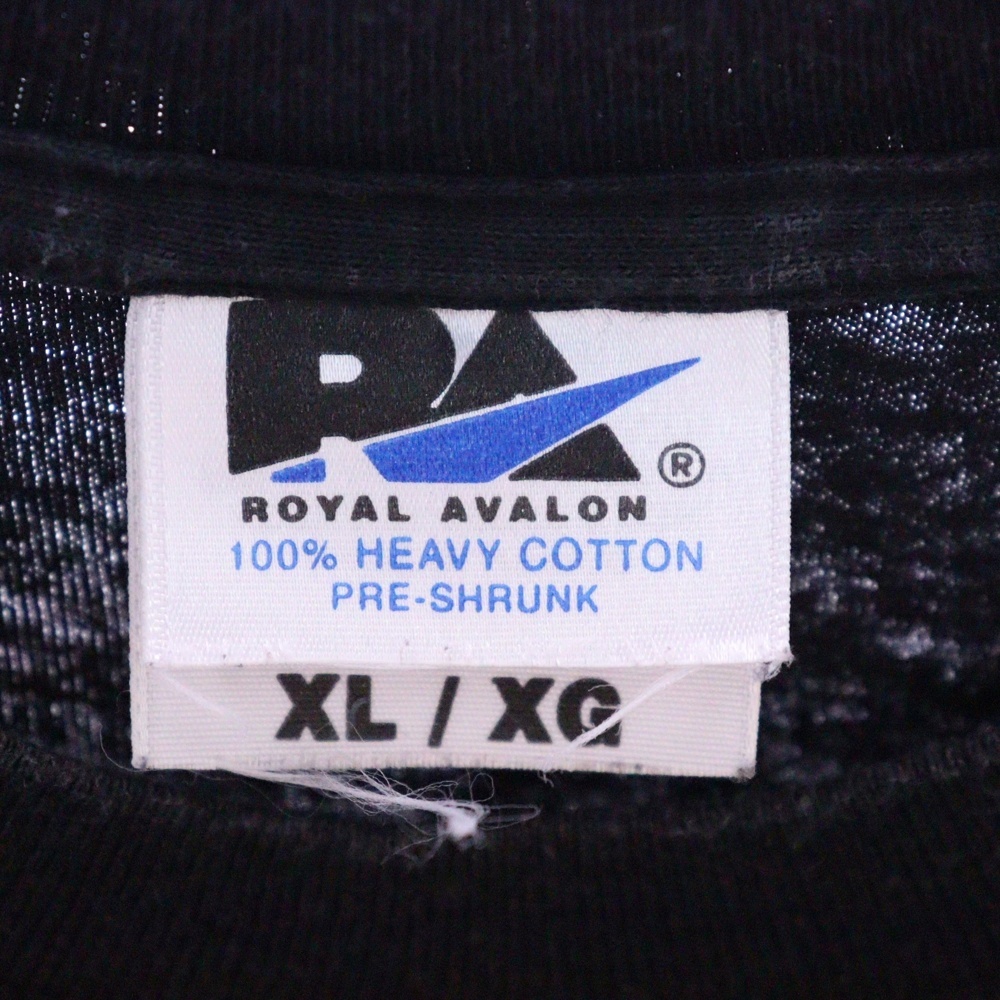 RA
®
ROYAL AVALON
100% HEAVY COTTON
PRE-SHRUNK
XL / XG